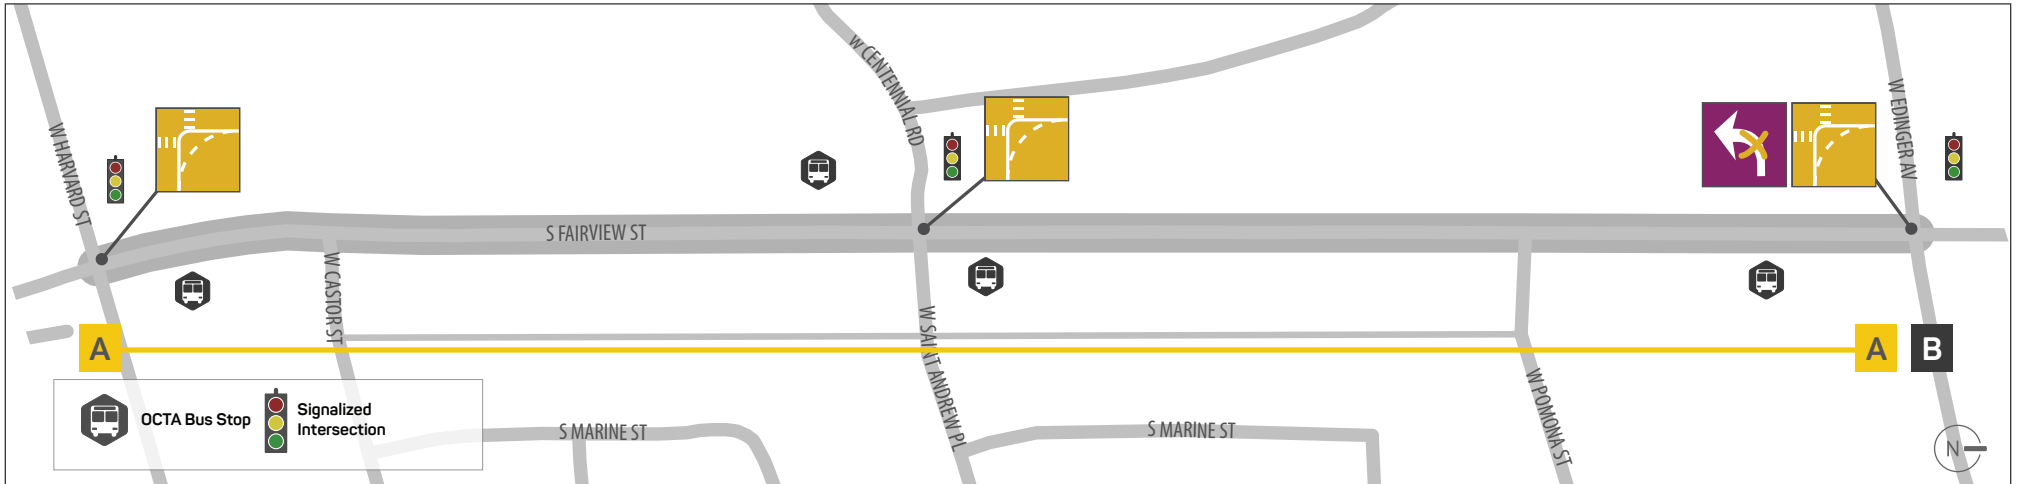 W HARVARD ST
W CENTENNIAL RD
W EDINGER AV
S FAIRVIEW ST
W CASTOR ST
W SAINT ANDREW PL
W POMONA ST
A
A
B
OCTA Bus Stop
Signalized
Intersection
S MARINE ST
S MARINE ST
N